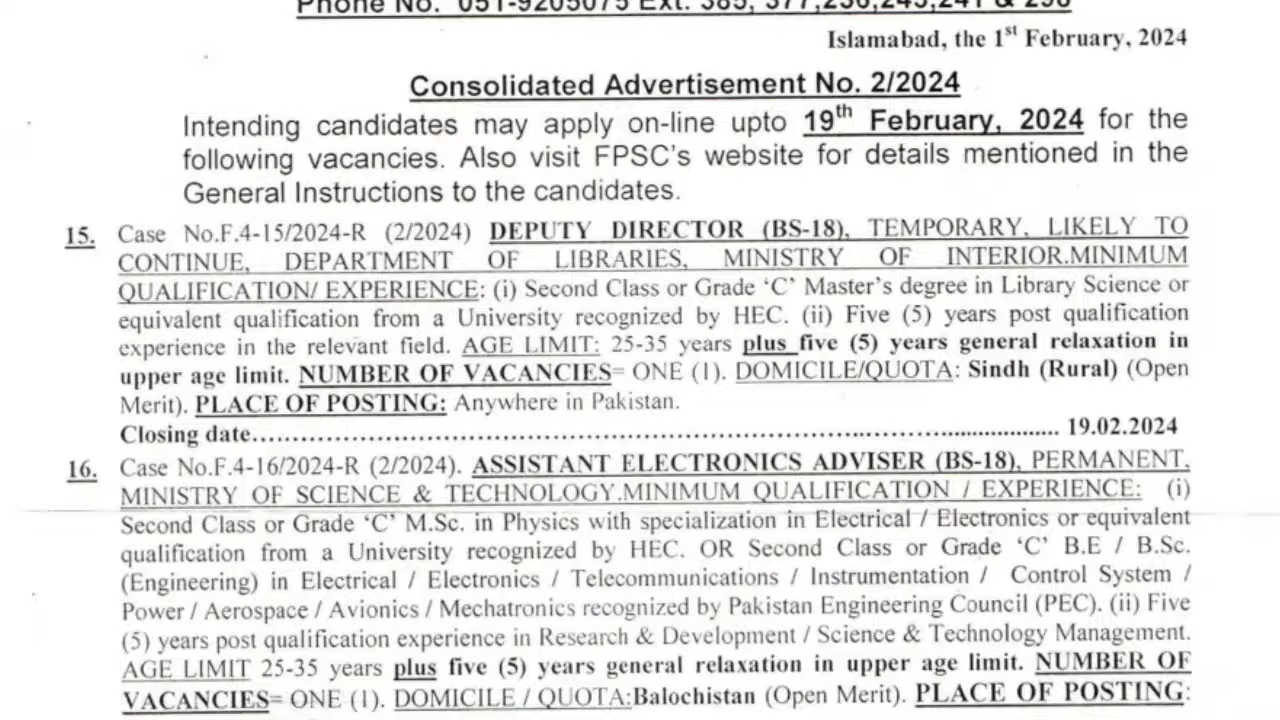 Phone No. 051-9205075 Ext. 385, 377,236,243,241 & 298
Islamabad, the 1st February, 2024
Consolidated Advertisement No. 2/2024
Intending candidates may apply on-line upto 19th February, 2024 for the
following vacancies. Also visit FPSC's website for details mentioned in the
General Instructions to the candidates.
15. Case No.F.4-15/2024-R (2/2024) DEPUTY DIRECTOR (BS-18), TEMPORARY, LIKELY TO
CONTINUE, DEPARTMENT OF LIBRARIES, MINISTRY OF INTERIOR.MINIMUM
QUALIFICATION/ EXPERIENCE: (i) Second Class or Grade 'C' Master's degree in Library Science or
equivalent qualification from a University recognized by HEC. (ii) Five (5) years post qualification
experience in the relevant field. AGE LIMIT: 25-35 years plus five (5) years general relaxation in
upper age limit. NUMBER OF VACANCIES= ONE (1). DOMICILE/QUOTA: Sindh (Rural) (Open
Merit). PLACE OF POSTING: Anywhere in Pakistan.
Closing date................................................................................ 19.02.2024
16. Case No.F.4-16/2024-R (2/2024). ASSISTANT ELECTRONICS ADVISER (BS-18), PERMANENT,
MINISTRY OF SCIENCE & TECHNOLOGY.MINIMUM QUALIFICATION / EXPERIENCE: (i)
Second Class or Grade 'C' M.Sc. in Physics with specialization in Electrical / Electronics or equivalent
qualification from a University recognized by HEC. OR Second Class or Grade 'C' B.E / B.Sc.
(Engineering) in Electrical / Electronics / Telecommunications / Instrumentation / Control System /
Power / Aerospace / Avionics / Mechatronics recognized by Pakistan Engineering Council (PEC). (ii) Five
(5) years post qualification experience in Research & Development / Science & Technology Management.
AGE LIMIT 25-35 years plus five (5) years general relaxation in upper age limit. NUMBER OF
VACANCIES= ONE (1). DOMICILE / QUOTA:Balochistan (Open Merit). PLACE OF POSTING: